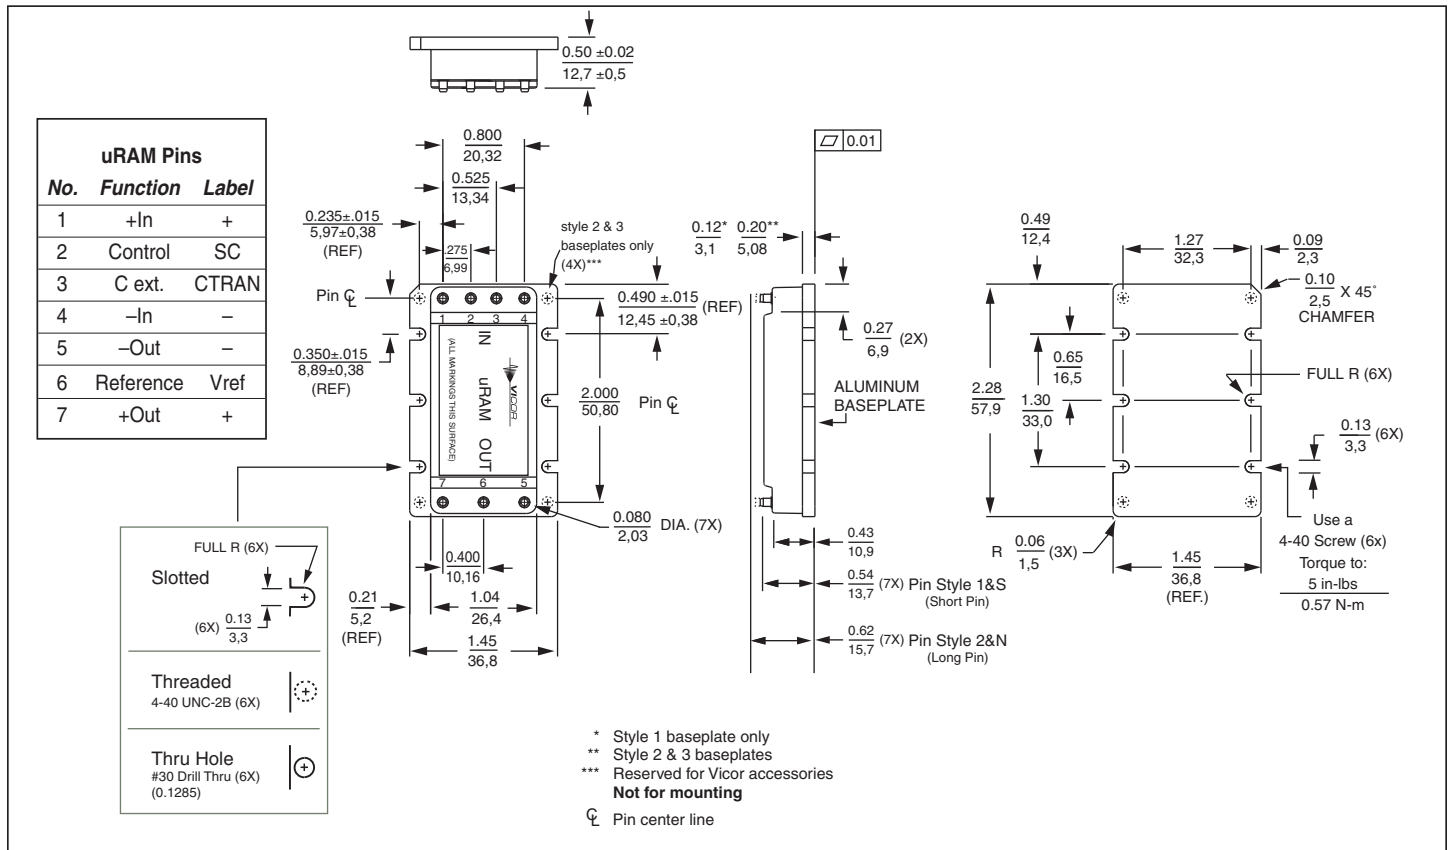 0.50 ±0.02
12,7 ±0,5
uRAM Pins
No. Function Label
1 +In +
2 Control SC
3 C ext. CTRAN
4 –In –
5 –Out –
6 Reference Vref
7 +Out +
0.800
20,32
0.525
13,34
0.235±.015
5,97±0,38
(REF)
.275
6,99
style 2 & 3
baseplates only
(4X)***
Pin ℄
0.490 ±.015 (REF)
12,45 ±0,38
0.350±.015
8,89±0,38
(REF)
1 2 3 4
IN uRAM OUT
VICOR
(ALL MARKINGS THIS SURFACE)
7 6 5
2.000
50,80
Pin ℄
0.080 DIA. (7X)
2,03
0.400
10,16
0.21
5,2
(REF)
1.04
26,4
1.45
36,8
0.01
0.12* 0.20**
3,1 5,08
0.27 (2X)
6,9
ALUMINUM
BASEPLATE
0.43
10,9
0.54 (7X) Pin Style 1&S
13,7 (Short Pin)
0.62 (7X) Pin Style 2&N
15,7 (Long Pin)
0.49
12,4
1.27
32,3
0.09
2,3
0.10 X 45°
2,5 CHAMFER
0.65
16,5
FULL R (6X)
2.28
57,9
1.30
33,0
0.13 (6X)
3,3
R 0.06 (3X)
1,5
1.45
36,8
(REF.)
Use a
4-40 Screw (6x)
Torque to:
5 in-lbs
0.57 N-m
FULL R (6X)
Slotted
(6X) 0.13
3,3
Threaded
4-40 UNC-2B (6X)
Thru Hole
#30 Drill Thru (6X)
(0.1285)
* Style 1 baseplate only
** Style 2 & 3 baseplates
*** Reserved for Vicor accessories
Not for mounting
℄ Pin center line